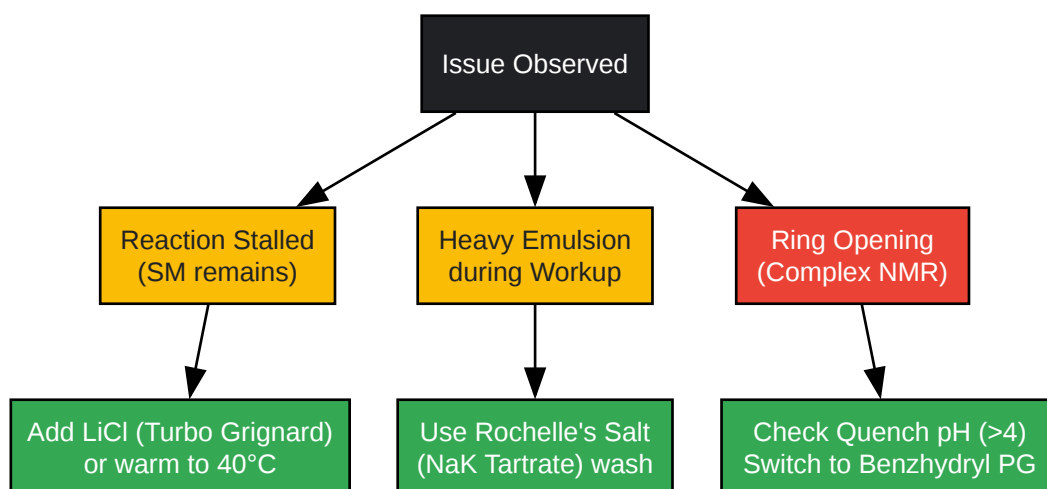 Issue Observed
Reaction Stalled
(SM remains)
Heavy Emulsion
during Workup
Ring Opening
(Complex NMR)
Add LiCl (Turbo Grignard)
or warm to 40°C
Use Rochelle's Salt
(NaK Tartrate) wash
Check Quench pH (>4)
Switch to Benzhydryl PG